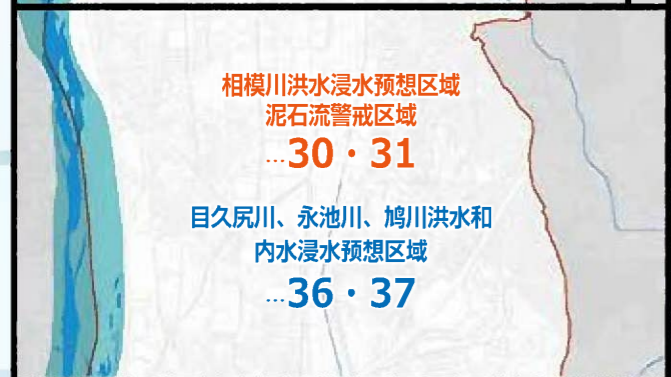 相模川洪水浸水预想区域
泥石流警戒区域
…30・31
目久尻川、永池川、鸠川洪水和
内水浸水预想区域
…36・37